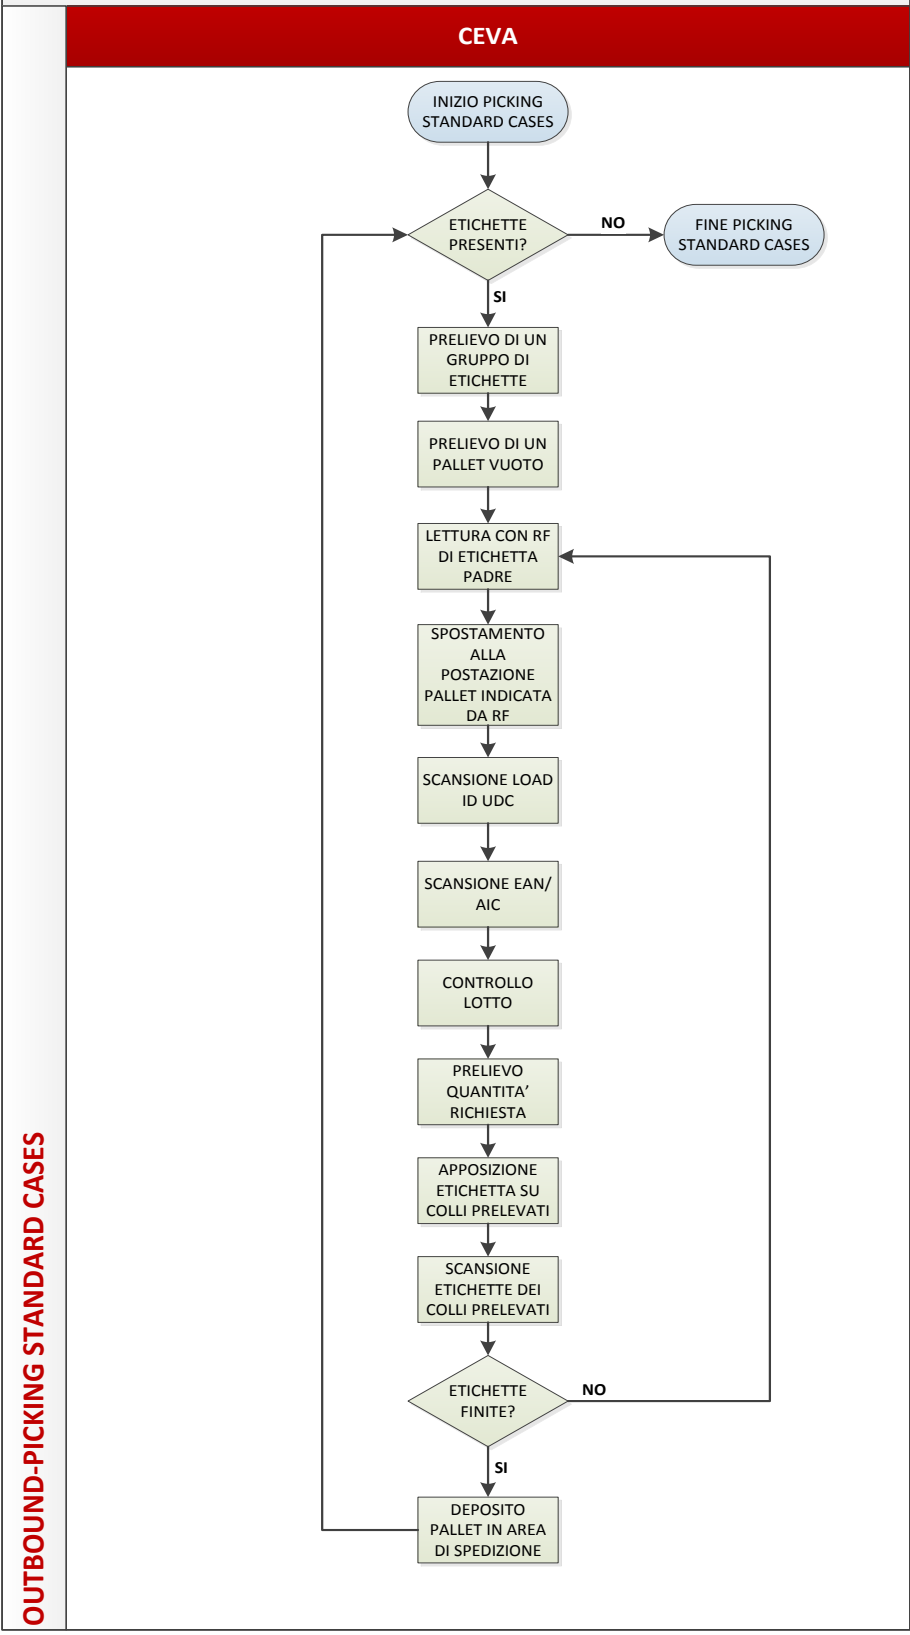 CEVA
INIZIO PICKING
STANDARD CASES
ETICHETTE
PRESENTI?
NO
FINE PICKING
STANDARD CASES
SI
PRELIEVO DI UN
GRUPPO DI
ETICHETTE
PRELIEVO DI UN
PALLET VUOTO
LETTURA CON RF
DI ETICHETTA
PADRE
SPOSTAMENTO
ALLA
POSTAZIONE
PALLET INDICATA
DA RF
SCANSIONE LOAD
ID UDC
SCANSIONE EAN/
AIC
CONTROLLO
LOTTO
PRELIEVO
QUANTITA’
RICHIESTA
APPOSIZIONE
ETICHETTA SU
COLLI PRELEVATI
SCANSIONE
ETICHETTE DEI
COLLI PRELEVATI
ETICHETTE
FINITE?
NO
SI
DEPOSITO
PALLET IN AREA
DI SPEDIZIONE
OUTBOUND-PICKING STANDARD CASES